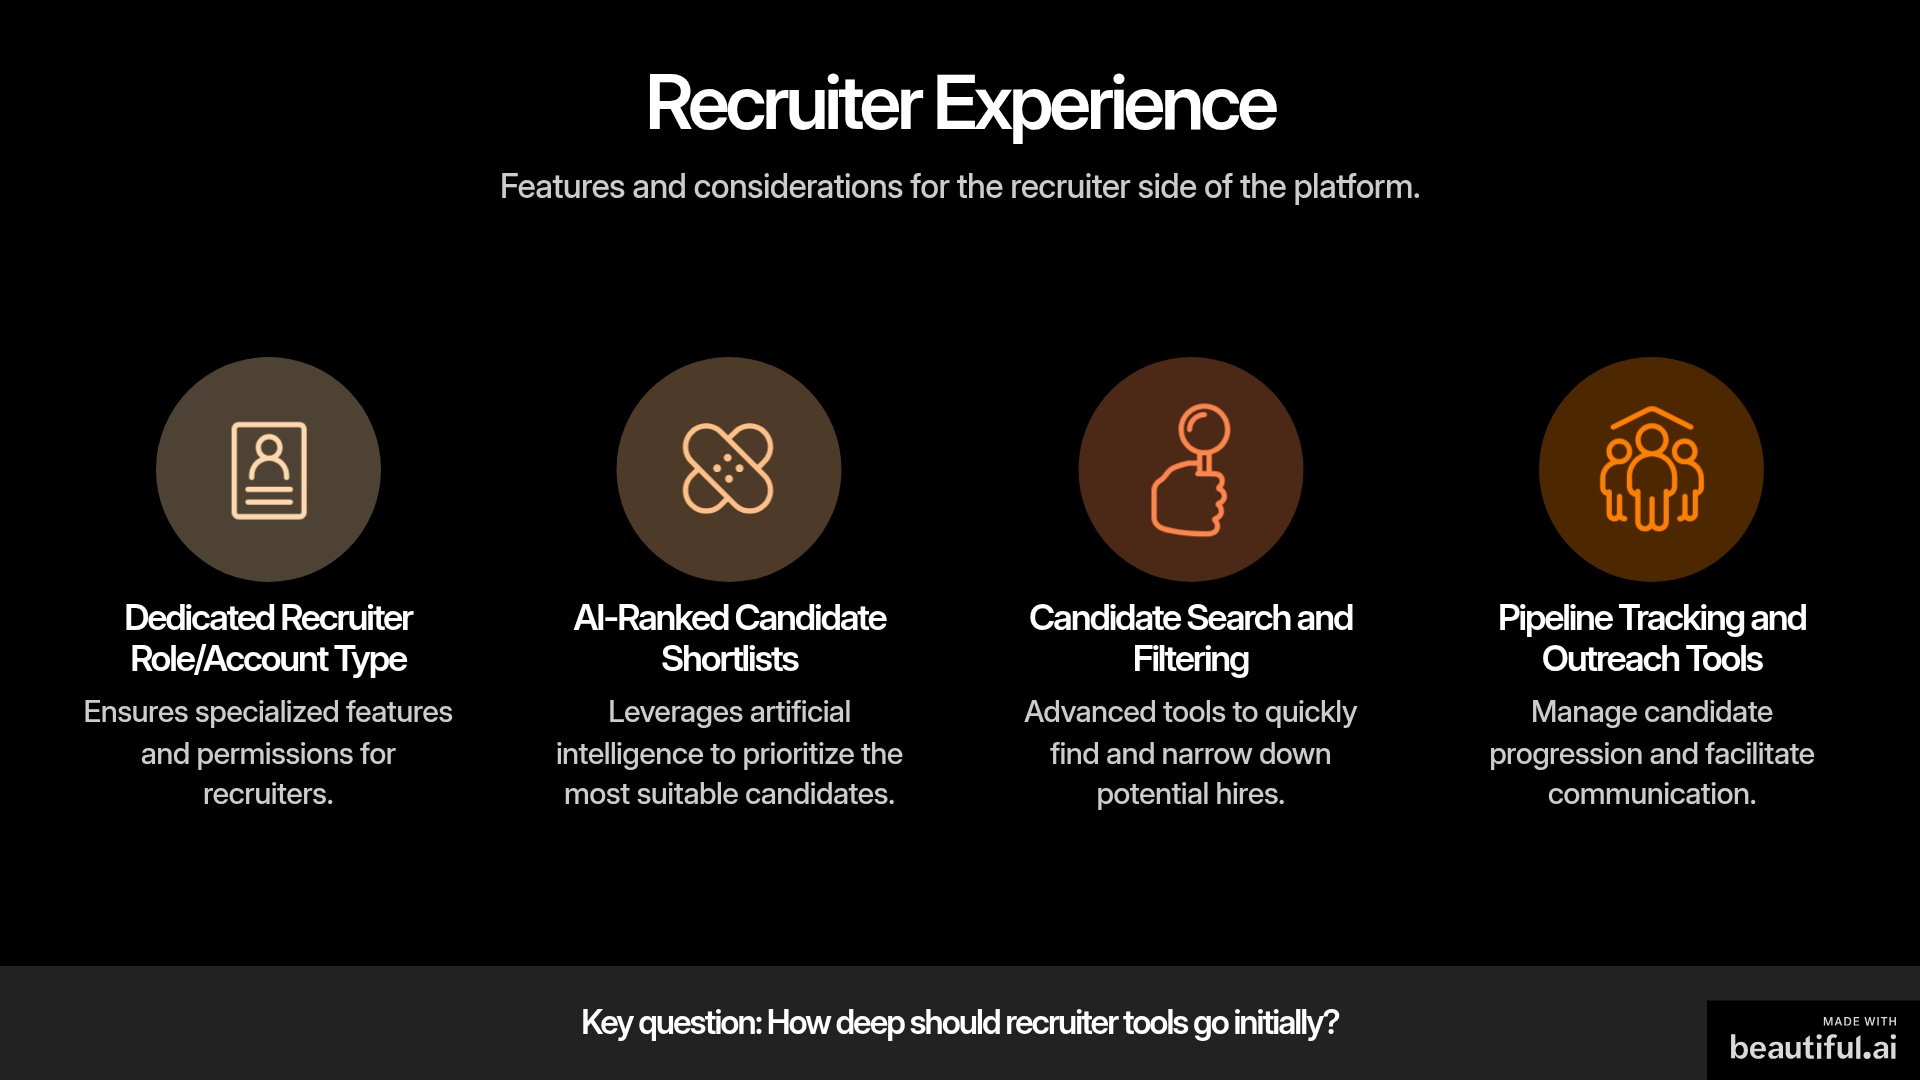 Recruiter Experience
Features and considerations for the recruiter side of the platform.
Dedicated Recruiter
Role/Account Type
Ensures specialized features
and permissions for
recruiters.
AI-Ranked Candidate
Shortlists
Leverages artificial
intelligence to prioritize the
most suitable candidates.
Candidate Search and
Filtering
Advanced tools to quickly
find and narrow down
potential hires.
Pipeline Tracking and
Outreach Tools
Manage candidate
progression and facilitate
communication.
Key question: How deep should recruiter tools go initially?
MADE WITH
beautiful.ai